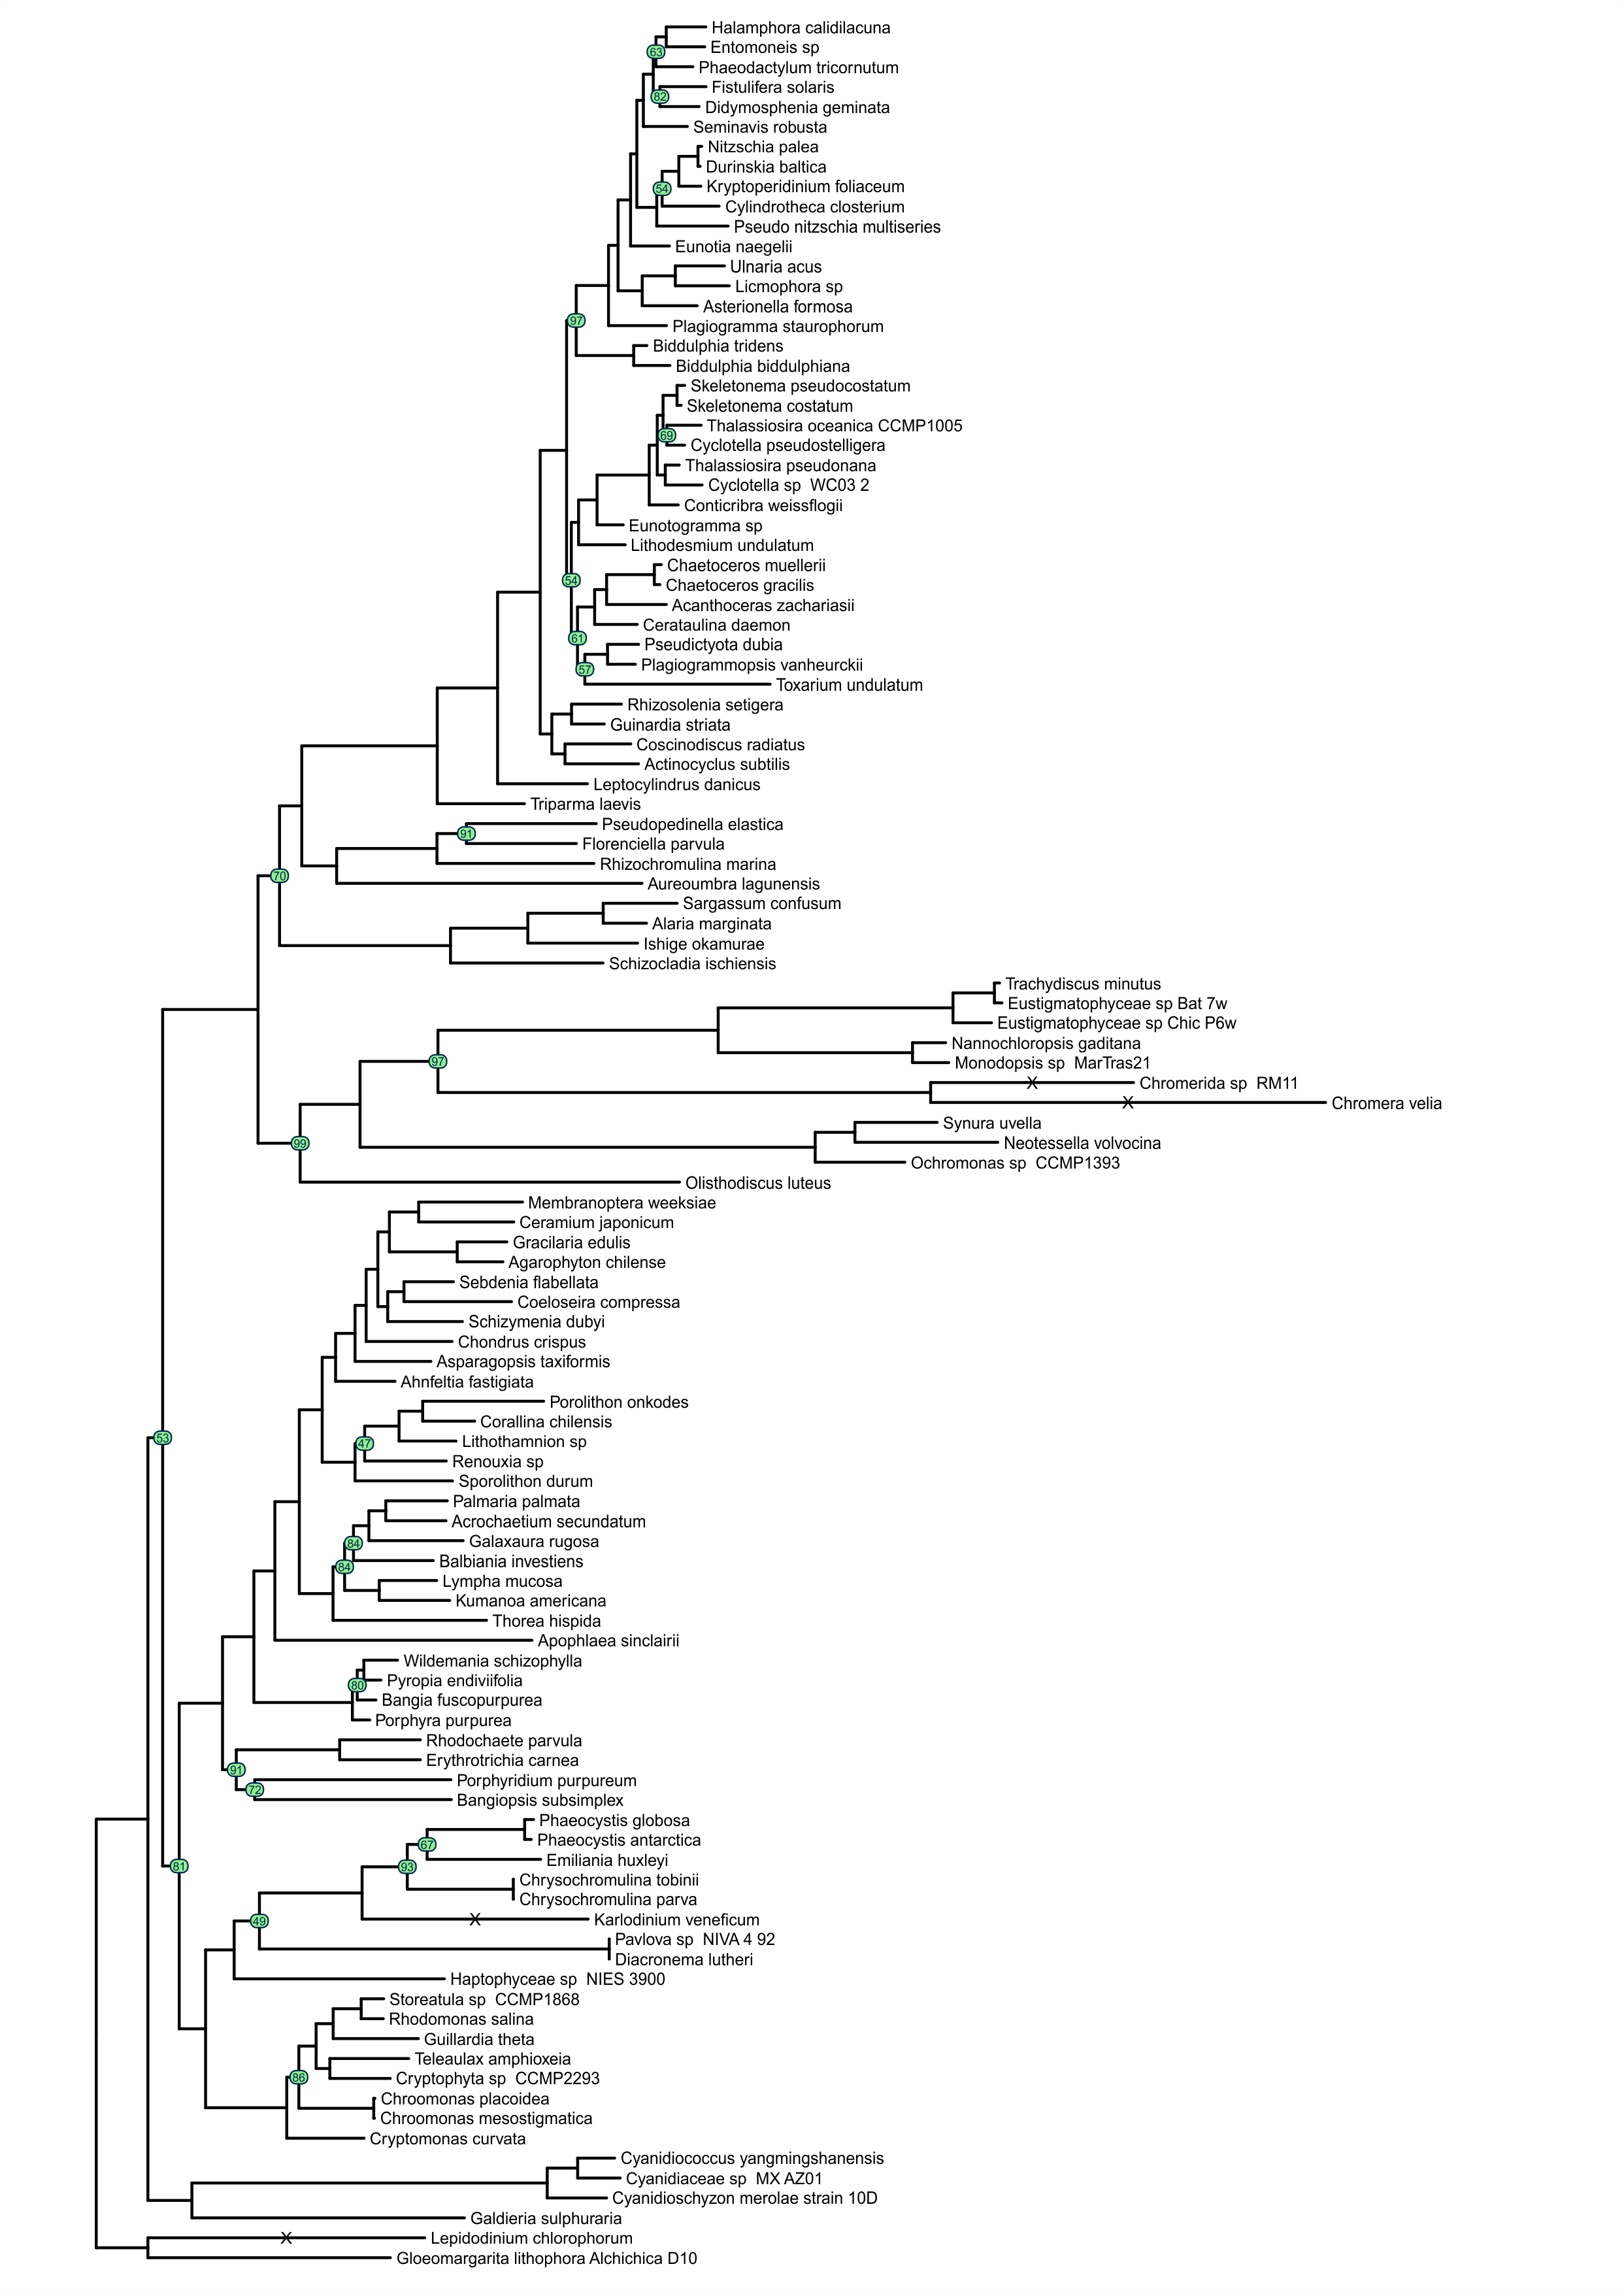 Halamphora calidilacuna
63
Entomoneis sp
Phaeodactylum tricornutum
Fistulifera solaris
82
Didymosphenia geminata
Seminavis robusta
Nitzschia palea
Durinskia baltica
54
Kryptoperidinium foliaceum
Cylindrotheca closterium
Pseudo nitzschia multiseries
Eunotia naegelii
Ulnaria acus
Licmophora sp
Asterionella formosa
97
Plagiogramma staurophorum
Biddulphia tridens
Biddulphia biddulphiana
Skeletonema pseudocostatum
Skeletonema costatum
Thalassiosira oceanica CCMP1005
69
Cyclotella pseudostelligera
Thalassiosira pseudonana
Cyclotella sp WC03 2
Conticribra weissflogii
Eunotogramma sp
Lithodesmium undulatum
Chaetoceros muellerii
54
Chaetoceros gracilis
Acanthoceras zachariasii
Cerataulina daemon
61
Pseudictyota dubia
Plagiogrammopsis vanheurckii
57
Toxarium undulatum
Rhizosolenia setigera
Guinardia striata
Coscinodiscus radiatus
Actinocyclus subtilis
Leptocylindrus danicus
Triparma laevis
Pseudopedinella elastica
91
Florenciella parvula
Rhizochromulina marina
70
Aureoumbra lagunensis
Sargassum confusum
Alaria marginata
Ishige okamurae
Schizocladia ischiensis
Trachydiscus minutus
Eustigmatophyceae sp Bat 7w
Eustigmatophyceae sp Chic P6w
Nannochloropsis gaditana
97
Monodopsis sp MarTras21
X
Chromerida sp RM11
X
Chromera velia
Synura uvella
99
Neotessella volvocina
Ochromonas sp CCMP1393
Olisthodiscus luteus
Membranoptera weeksiae
Ceramium japonicum
Gracilaria edulis
Agarophyton chilense
Sebdenia flabellata
Coeloseira compressa
Schizymenia dubyi
Chondrus crispus
Asparagopsis taxiformis
Ahnfeltia fastigiata
Porolithon onkodes
Corallina chilensis
53
47
Lithothamnion sp
Renouxia sp
Sporolithon durum
Palmaria palmata
Acrochaetium secundatum
84
Galaxaura rugosa
84
Balbiania investiens
Lympha mucosa
Kumanoa americana
Thorea hispida
Apophlaea sinclairii
Wildemania schizophylla
80
Pyropia endiviifolia
Bangia fuscopurpurea
Porphyra purpurea
Rhodochaete parvula
Erythrotrichia carnea
91
Porphyridium purpureum
72
Bangiopsis subsimplex
Phaeocystis globosa
Phaeocystis antarctica
67
Emiliania huxleyi
81
93
Chrysochromulina tobinii
Chrysochromulina parva
49
X
Karlodinium veneficum
Pavlova sp NIVA 4 92
Diacronema lutheri
Haptophyceae sp NIES 3900
Storeatula sp CCMP1868
Rhodomonas salina
Guillardia theta
Teleaulax amphioxeia
86
Cryptophyta sp CCMP2293
Chroomonas placoidea
Chroomonas mesostigmatica
Cryptomonas curvata
Cyanidiococcus yangmingshanensis
Cyanidiaceae sp MX AZ01
Cyanidioschyzon merolae strain 10D
Galdieria sulphuraria
X
Lepidodinium chlorophorum
Gloeomargarita lithophora Alchichica D10